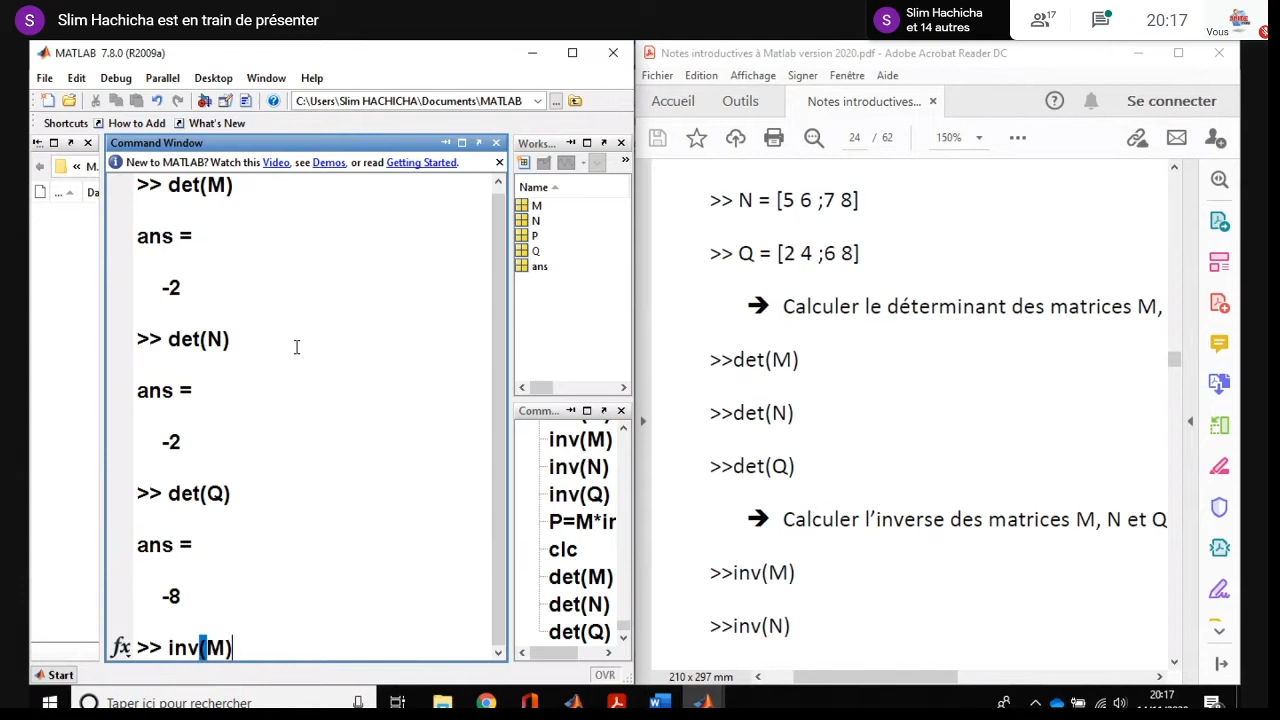 S Slim Hachicha est en train de présenter
S Slim Hachicha
et 14 autres
17
20:17
Vous
MATLAB 7.8.0 (R2009a)
File Edit Debug Parallel Desktop Window Help
C:\Users\Slim HACHICHA\Documents\MATLAB
...
Shortcuts How to Add What's New
« M.
... Da
Command Window
New to MATLAB? Watch this Video, see Demos, or read Getting Started.
>> det(M)
ans =
-2
>> det(N)
ans =
-2
>> det(Q)
ans =
-8
fx >> inv(M)
Works...
Name
M
N
P
Q
ans
Comm...
inv(M)
inv(N)
inv(Q)
P=M*in
clc
det(M)
det(N)
det(Q)
Start
OVR
Notes introductives à Matlab version 2020.pdf - Adobe Acrobat Reader DC
Fichier Edition Affichage Signer Fenêtre Aide
Accueil Outils Notes introductives... × Se connecter
24 / 62 150%
>> N = [5 6 ;7 8]
>> Q = [2 4 ;6 8]
➔ Calculer le déterminant des matrices M,
>>det(M)
>>det(N)
>>det(Q)
➔ Calculer l’inverse des matrices M, N et Q
>>inv(M)
>>inv(N)
210 x 297 mm
Taper ici pour rechercher
20:17